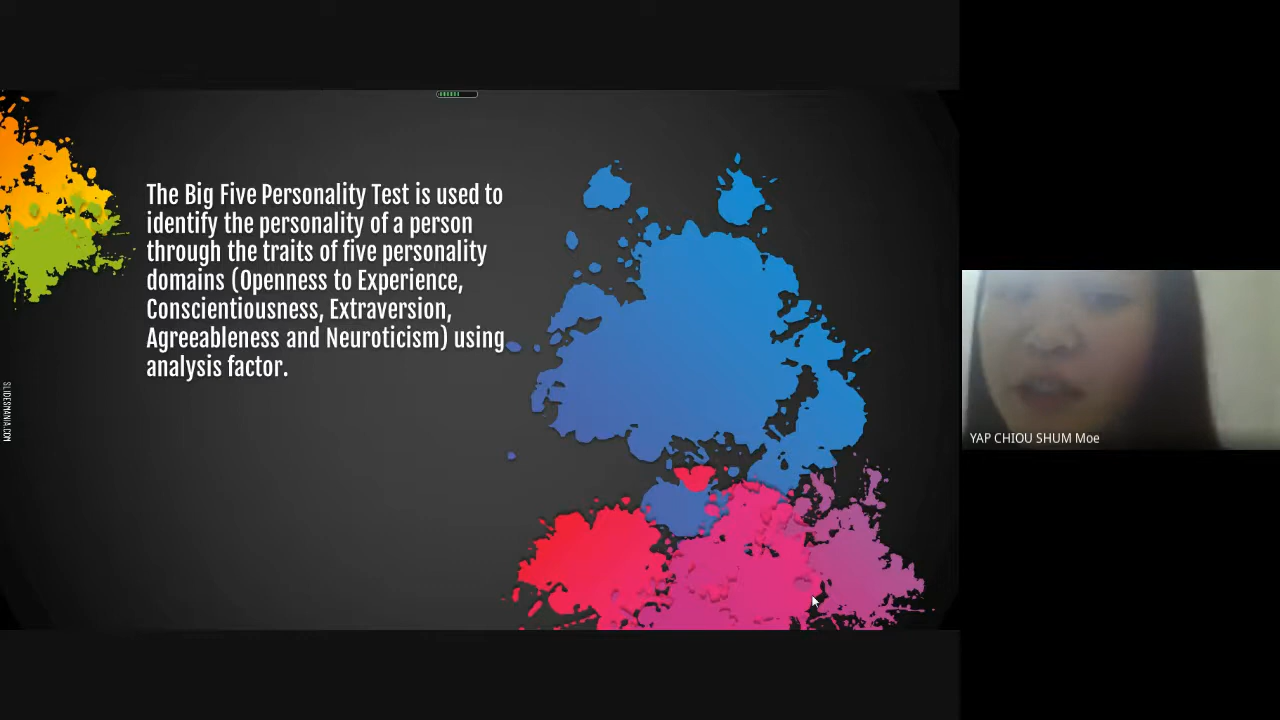 The Big Five Personality Test is used to
identify the personality of a person
through the traits of five personality
domains (Openness to Experience,
Conscientiousness, Extraversion,
Agreeableness and Neuroticism) using
analysis factor.
SLIDESMANIA.COM
YAP CHIOU SHUM Moe